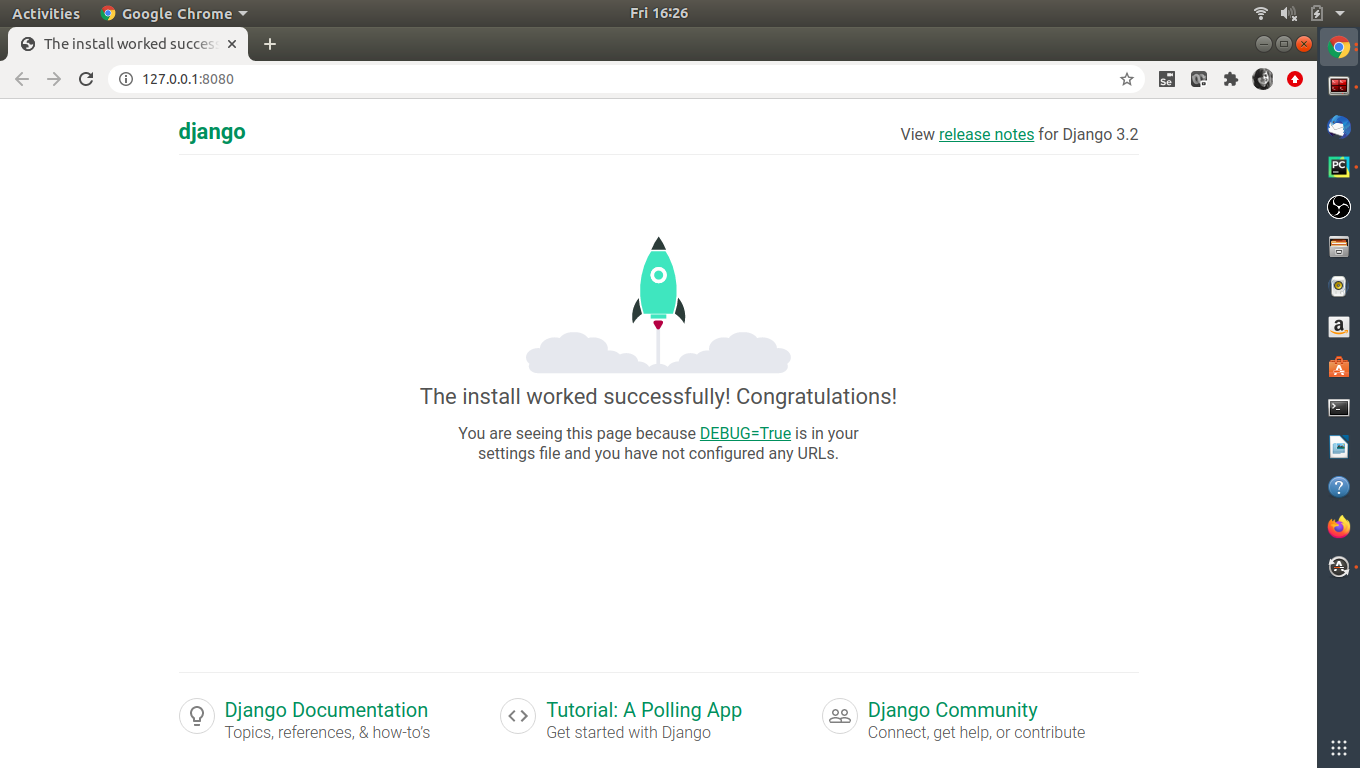 Activities
Google Chrome
Fri 16:26
The install worked succes
127.0.0.1:8080
Se
django
View release notes for Django 3.2
PC
a
The install worked successfully! Congratulations!
You are seeing this page because DEBUG=True is in your
settings file and you have not configured any URLs.
?
Django Documentation
Topics, references, & how-to's
Tutorial: A Polling App
Get started with Django
Django Community
Connect, get help, or contribute